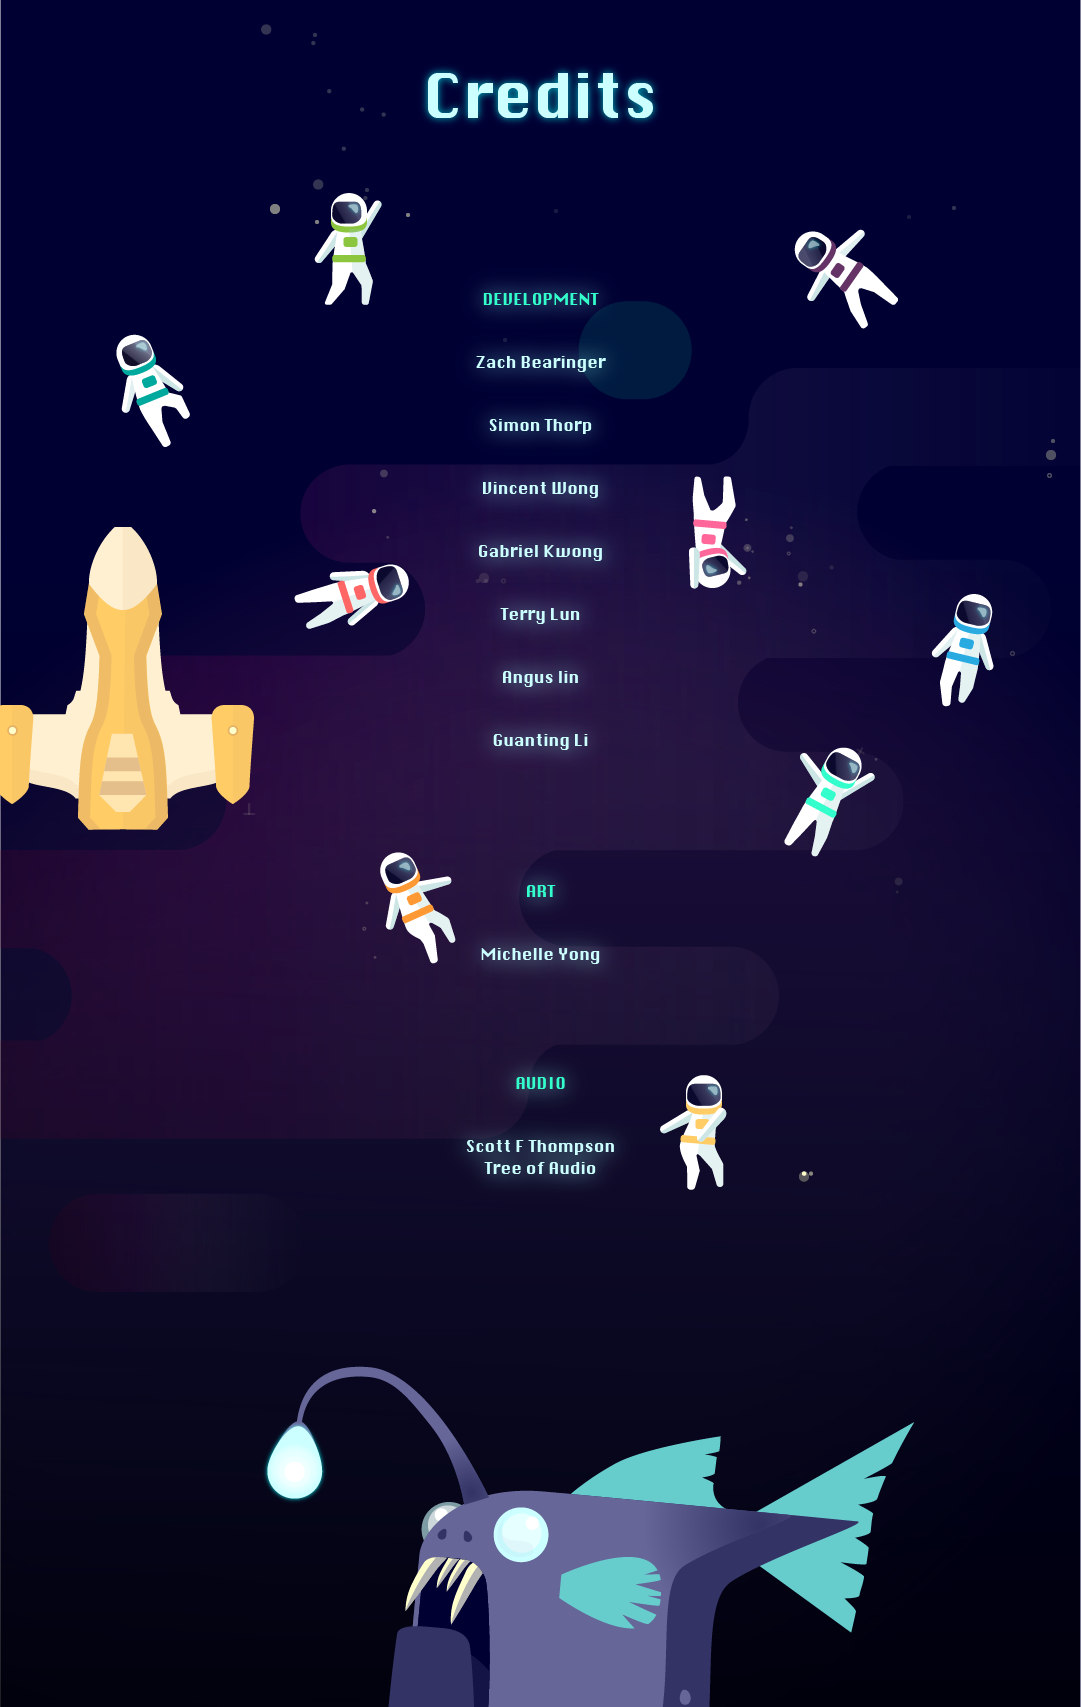 Credits
DEVELOPMENT
Zach Bearinger
Simon Thorp
Vincent Wong
Gabriel Kwong
Terry Lun
Angus lin
Guanting Li
ART
Michelle Yong
AUDIO
Scott F Thompson
Tree of Audio